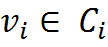 𝑣ᵢ ∈ 𝐶ᵢ